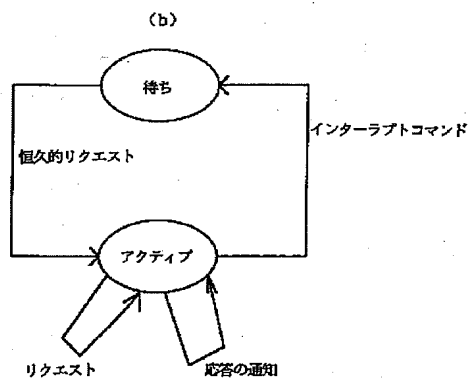 (b)
待ち
インターラプトコマンド
恒久的リクエスト
アクティブ
リクエスト
応答の通知